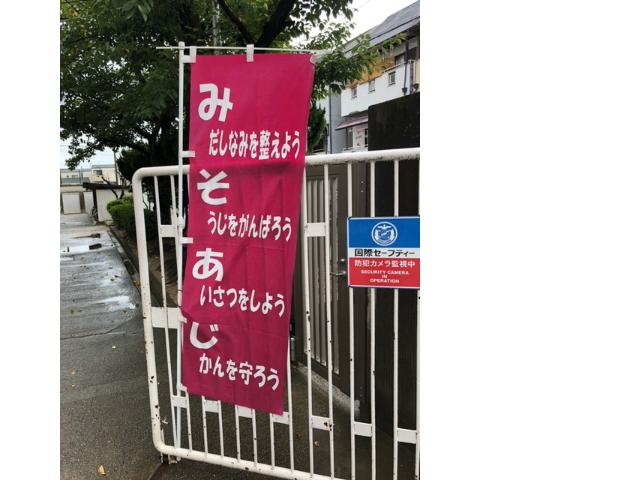 み
だしなみを整えよう
そ
うじをがんばろう
あ
いさつをしよう
じ
かんを守ろう
国際セーフティー
防犯カメラ監視中
SECURITY CAMERA
IN
OPERATION